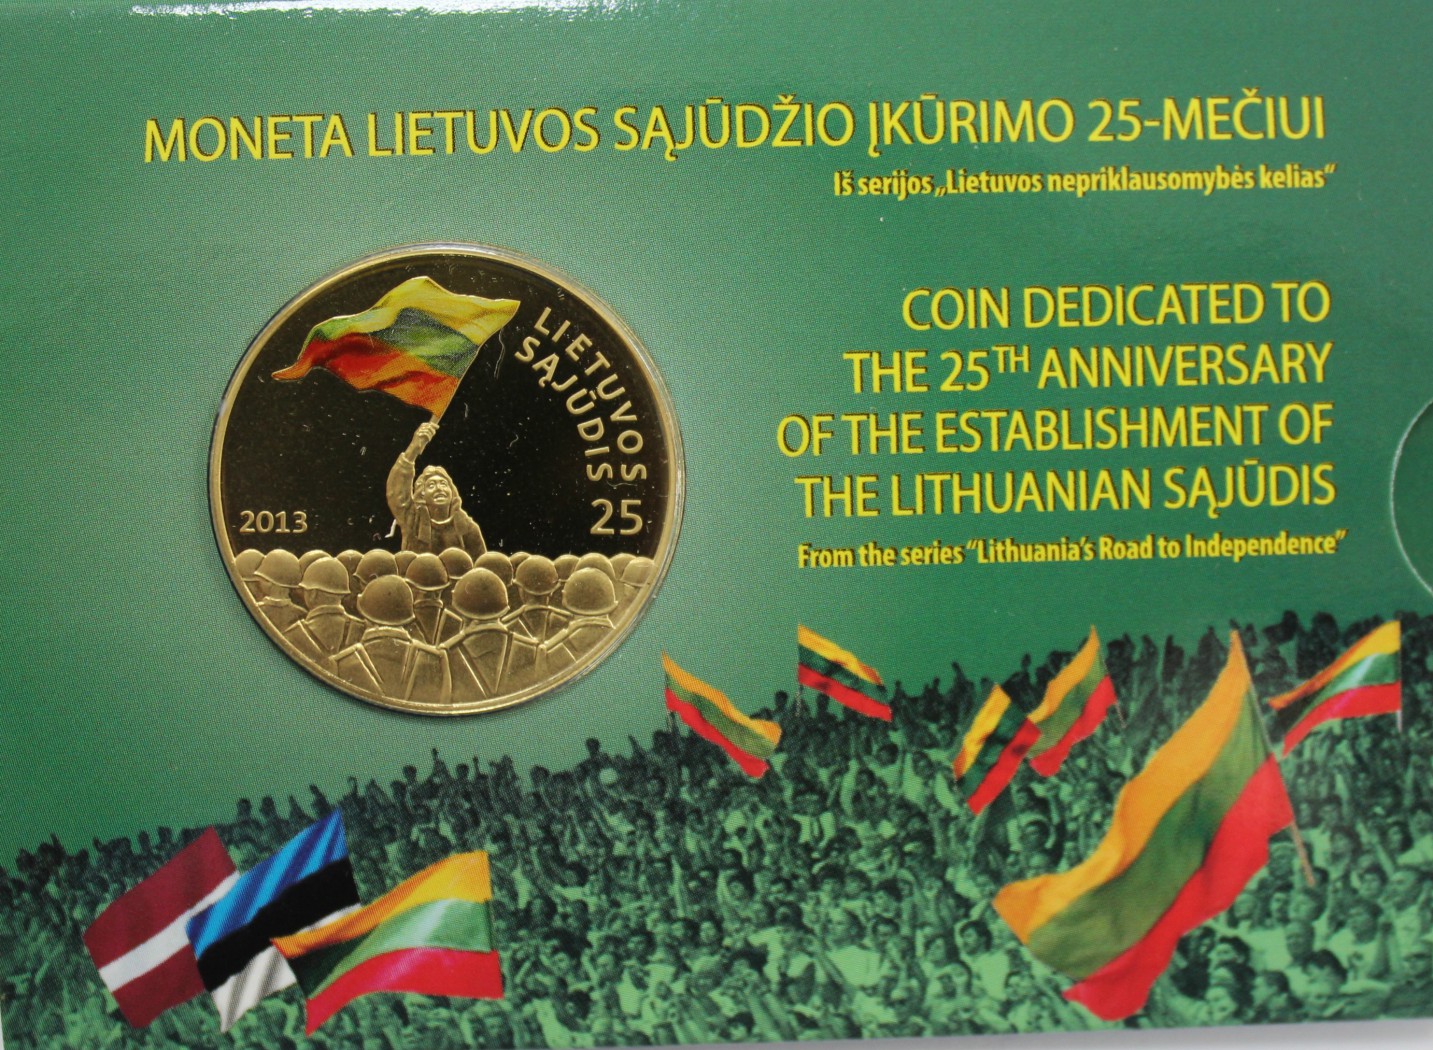 MONETA LIETUVOS SĄJŪDŽIO ĮKŪRIMO 25-MEČIUI
Iš serijos „Lietuvos nepriklausomybės kelias“
COIN DEDICATED TO
THE 25TH ANNIVERSARY
OF THE ESTABLISHMENT OF
THE LITHUANIAN SĄJŪDIS
From the series “Lithuania’s Road to Independence”
LIETUVOS
SĄJŪDIS
25
2013